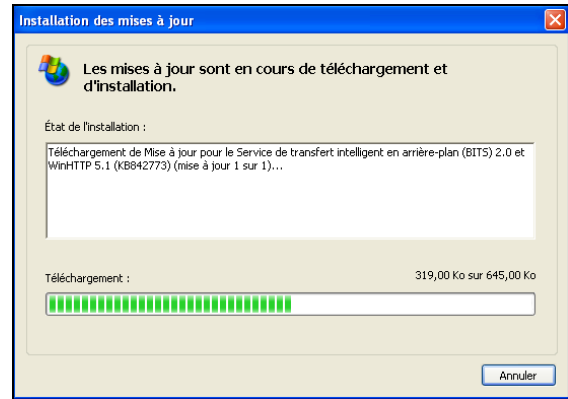 Installation des mises à jour
Les mises à jour sont en cours de téléchargement et
d'installation.
État de l'installation :
Téléchargement de Mise à jour pour le Service de transfert intelligent en arrière-plan (BITS) 2.0 et
WinHTTP 5.1 (KB842773) (mise à jour 1 sur 1)...
Téléchargement :
319,00 Ko sur 645,00 Ko
Annuler